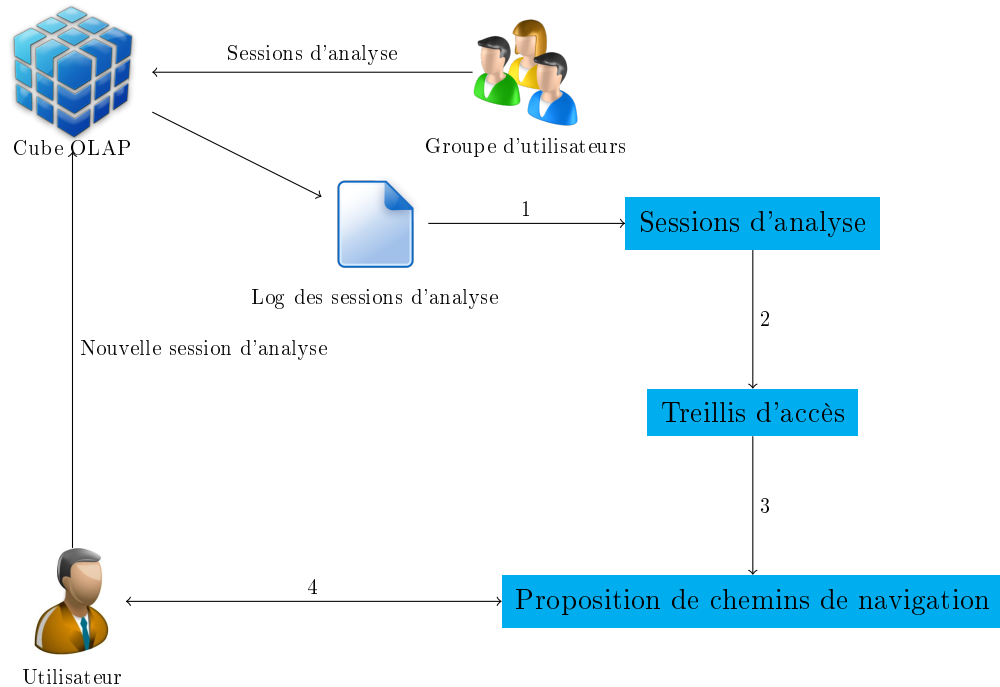 Sessions d'analyse
Cube OLAP
Groupe d'utilisateurs
1
Sessions d'analyse
Log des sessions d'analyse
2
Nouvelle session d'analyse
Treillis d'accès
3
4
Proposition de chemins de navigation
Utilisateur